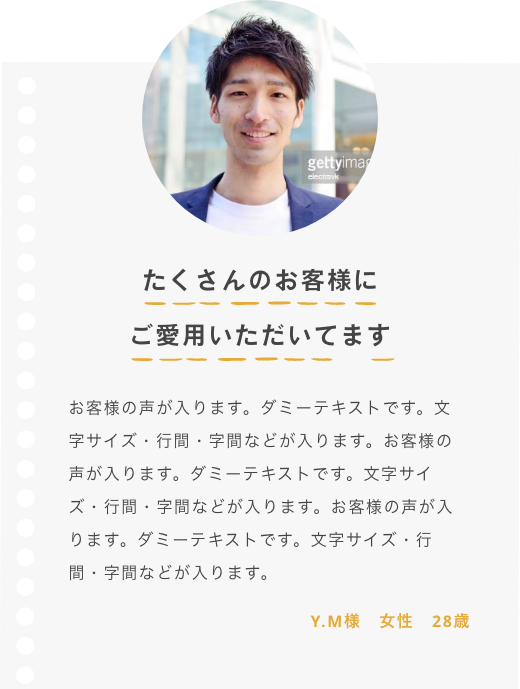 gettyimag
electravk
たくさんのお客様に
ご愛用いただいてます
お客様の声が入ります。ダミーテキストです。文
字サイズ・行間・字間などが入ります。お客様の
声が入ります。ダミーテキストです。文字サイ
ズ・行間・字間などが入ります。お客様の声が入
ります。ダミーテキストです。文字サイズ・行
間・字間などが入ります。
Y.M様　女性　28歳